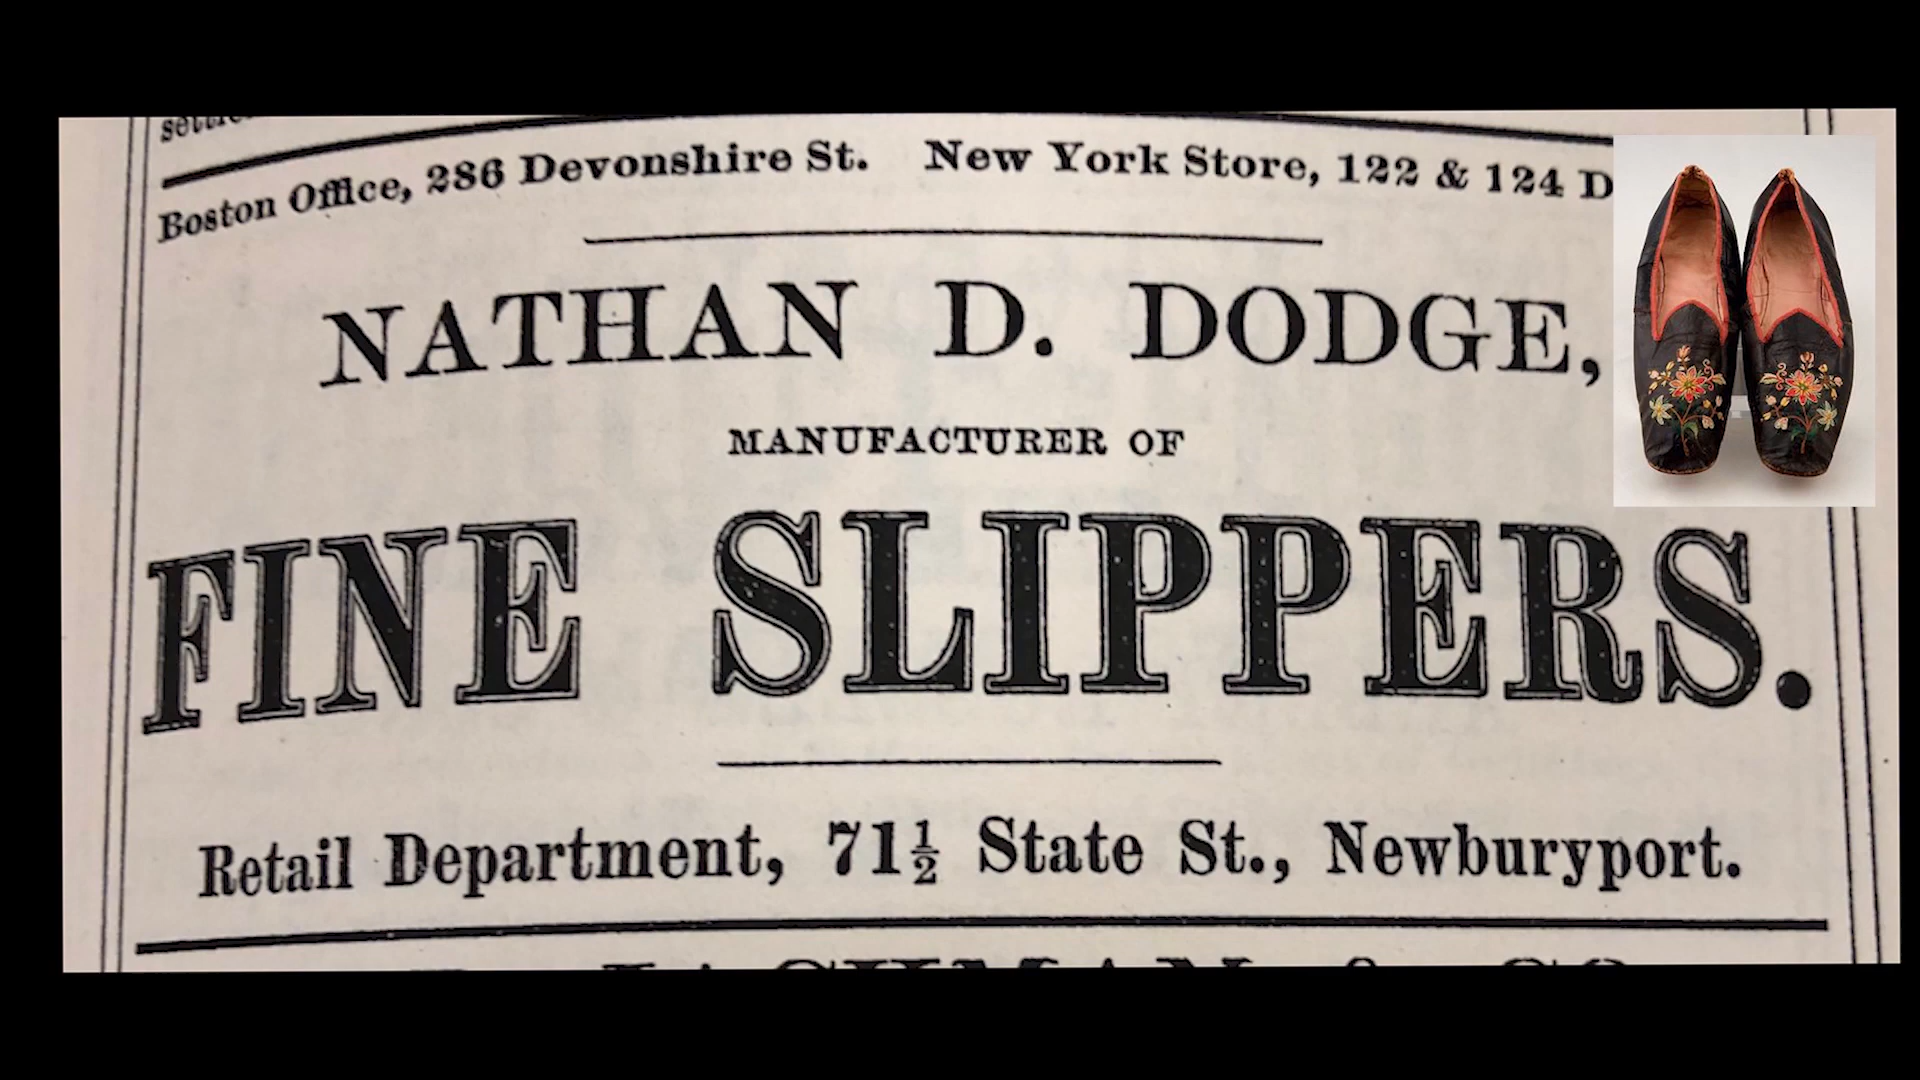 Boston Office, 286 Devonshire St. New York Store, 122 & 124 D
NATHAN D. DODGE,
MANUFACTURER OF
FINE SLIPPERS.
Retail Department, 71½ State St., Newburyport.